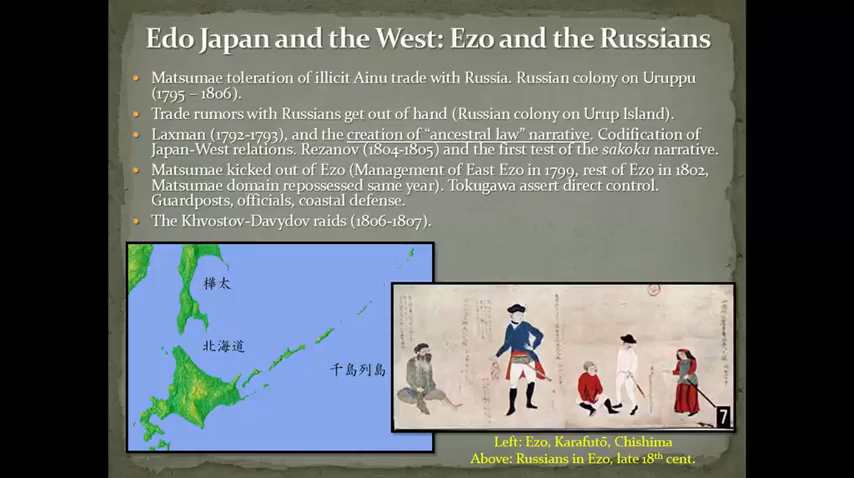 Edo Japan and the West: Ezo and the Russians
Matsumae toleration of illicit Ainu trade with Russia. Russian colony on Uruppu
(1795 – 1806).
Trade rumors with Russians get out of hand (Russian colony on Urup Island).
Laxman (1792-1793), and the creation of “ancestral law” narrative. Codification of
Japan-West relations. Rezanov (1804-1805) and the first test of the sakoku narrative.
Matsumae kicked out of Ezo (Management of East Ezo in 1799, rest of Ezo in 1802,
Matsumae domain repossessed same year). Tokugawa assert direct control.
Guardposts, officials, coastal defense.
The Khvostov-Davydov raids (1806-1807).
樺太
北海道
千島列島
7
Left: Ezo, Karafutō, Chishima
Above: Russians in Ezo, late 18th cent.